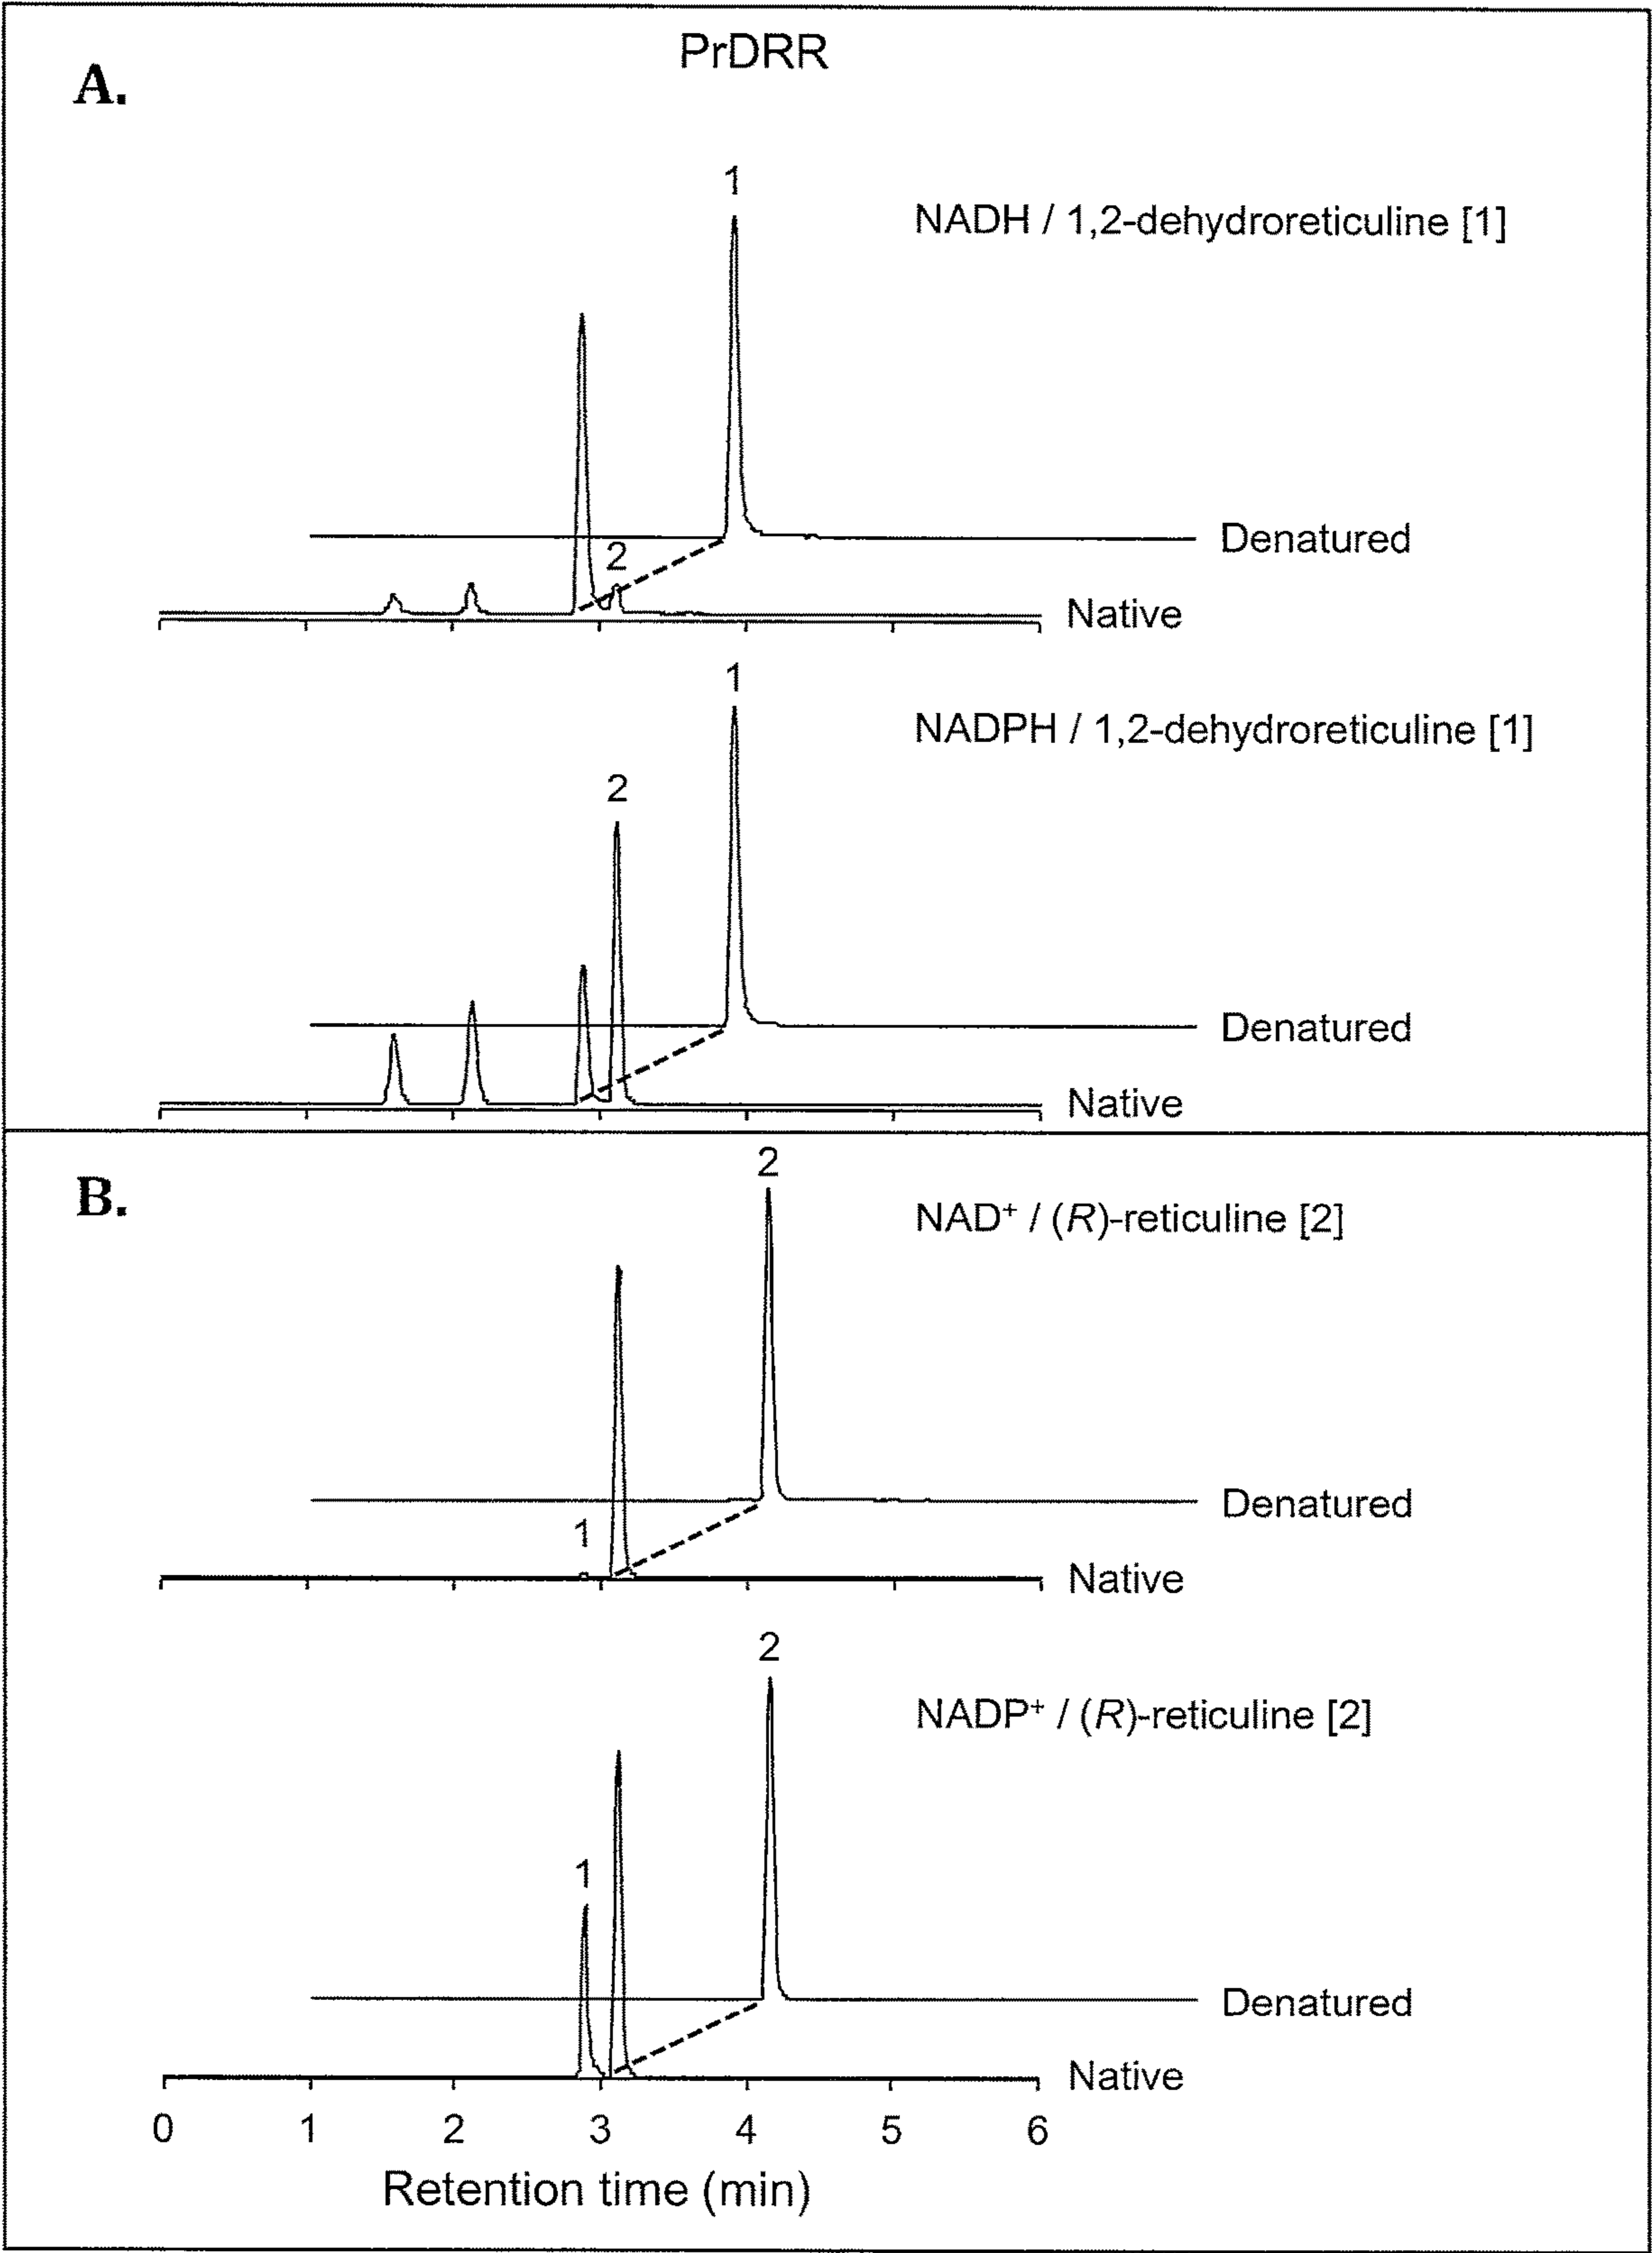 PrDRR
A.
1
NADH / 1,2-dehydroreticuline [1]
Denatured
2
Native
1
NADPH / 1,2-dehydroreticuline [1]
2
Denatured
Native
2
B.
NAD⁺ / (R)-reticuline [2]
Denatured
1
Native
2
NADP⁺ / (R)-reticuline [2]
1
Denatured
Native
0 1 2 3 4 5 6
Retention time (min)